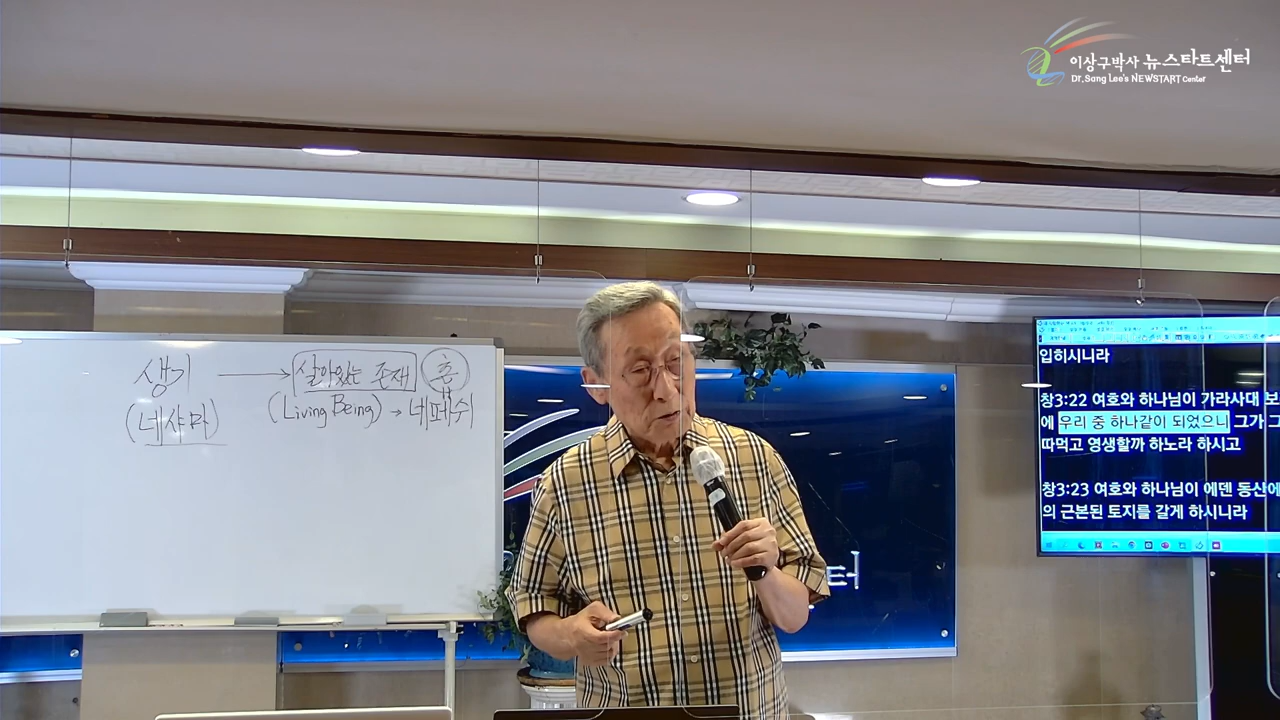 이상구박사 뉴스타트센터
Dr. Sang Lee's NEWSTART Center
생기 → 살아있는 존재 혼
(네샤마) (Living Being) → 네페쉬
입히시니라
창3:22 여호와 하나님이 가라사대 보
에 우리 중 하나같이 되었으니 그가 그
따먹고 영생할까 하노라 하시고
창3:23 여호와 하나님이 에덴 동산에
의 근본된 토지를 갈게 하시니라
터